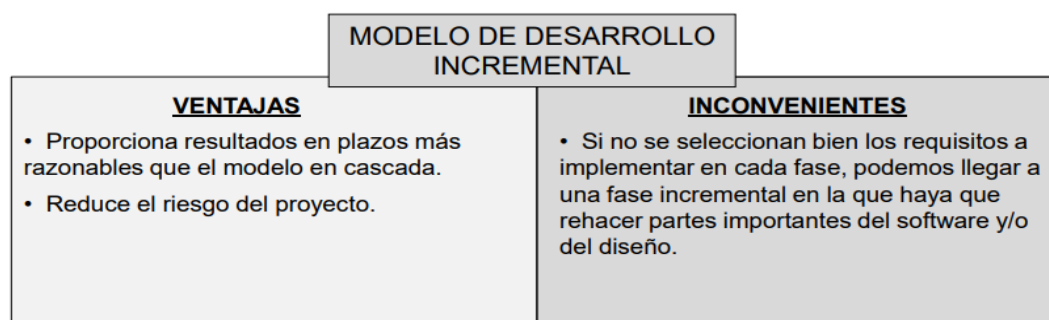 MODELO DE DESARROLLO
INCREMENTAL
VENTAJAS
• Proporciona resultados en plazos más
razonables que el modelo en cascada.
• Reduce el riesgo del proyecto.
INCONVENIENTES
• Si no se seleccionan bien los requisitos a
implementar en cada fase, podemos llegar a
una fase incremental en la que haya que
rehacer partes importantes del software y/o
del diseño.